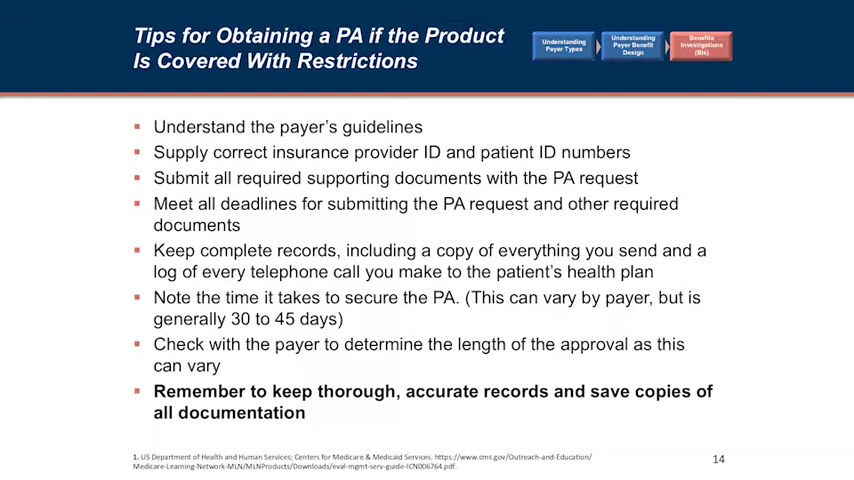 Tips for Obtaining a PA if the Product
Is Covered With Restrictions
Understanding
Payer Types
Understanding
Payer Benefit
Design
Benefits
Investigations
(BIs)
Understand the payer's guidelines
Supply correct insurance provider ID and patient ID numbers
Submit all required supporting documents with the PA request
Meet all deadlines for submitting the PA request and other required
documents
Keep complete records, including a copy of everything you send and a
log of every telephone call you make to the patient's health plan
Note the time it takes to secure the PA. (This can vary by payer, but is
generally 30 to 45 days)
Check with the payer to determine the length of the approval as this
can vary
Remember to keep thorough, accurate records and save copies of
all documentation
1. US Department of Health and Human Services; Centers for Medicare & Medicaid Services. https://www.cms.gov/Outreach-and-Education/
Medicare-Learning-Network-MLN/MLNProducts/Downloads/eval-mgmt-serv-guide-ICN006764.pdf.
14